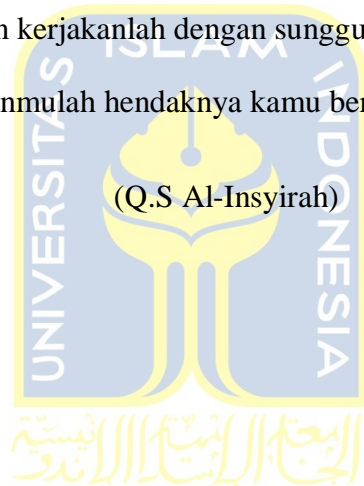 n kerjakanlah dengan sunggu
nmulah hendaknya kamu ber
(Q.S Al-Insyirah)
UNIVERSITAS
ISLAM
INDONESIA